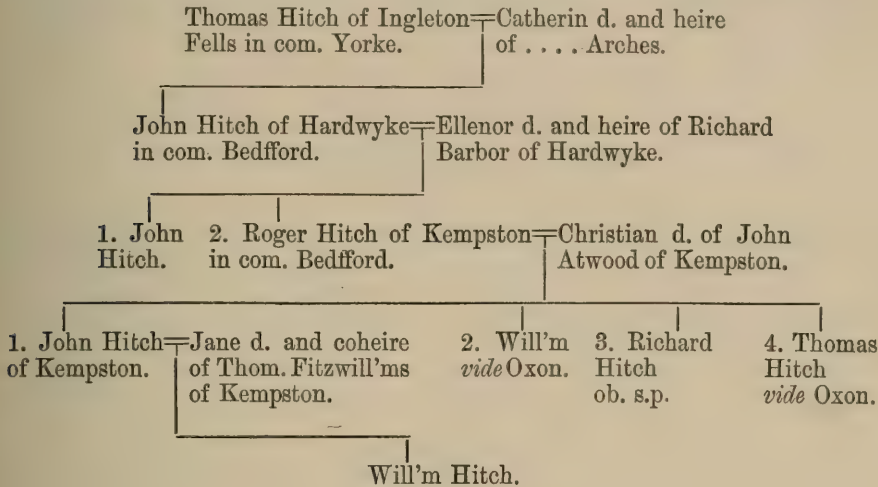 Thomas Hitch of Ingleton=Catherin d. and heire
Fells in com. Yorke. of . . . . Arches.
John Hitch of Hardwyke=Ellenor d. and heire of Richard
in com. Bedfford. Barbor of Hardwyke.
1. John 2. Roger Hitch of Kempston=Christian d. of John
Hitch. in com. Bedfford. Atwood of Kempston.
1. John Hitch=Jane d. and coheire 2. Will'm 3. Richard 4. Thomas
of Kempston. of Thom. Fitzwill'ms vide Oxon. Hitch Hitch
of Kempston. ob. s.p. vide Oxon.
Will'm Hitch.